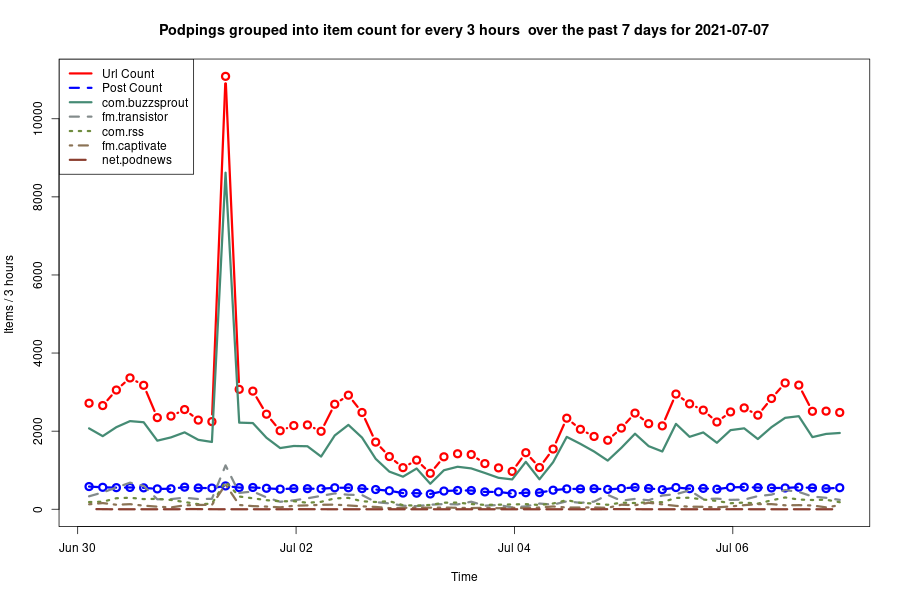 Podpings grouped into item count for every 3 hours  over the past 7 days for 2021-07-07
Url Count
Post Count
com.buzzsprout
fm.transistor
com.rss
fm.captivate
net.podnews
Items / 3 hours
10000
8000
6000
4000
2000
0
Jun 30
Jul 02
Jul 04
Jul 06
Time